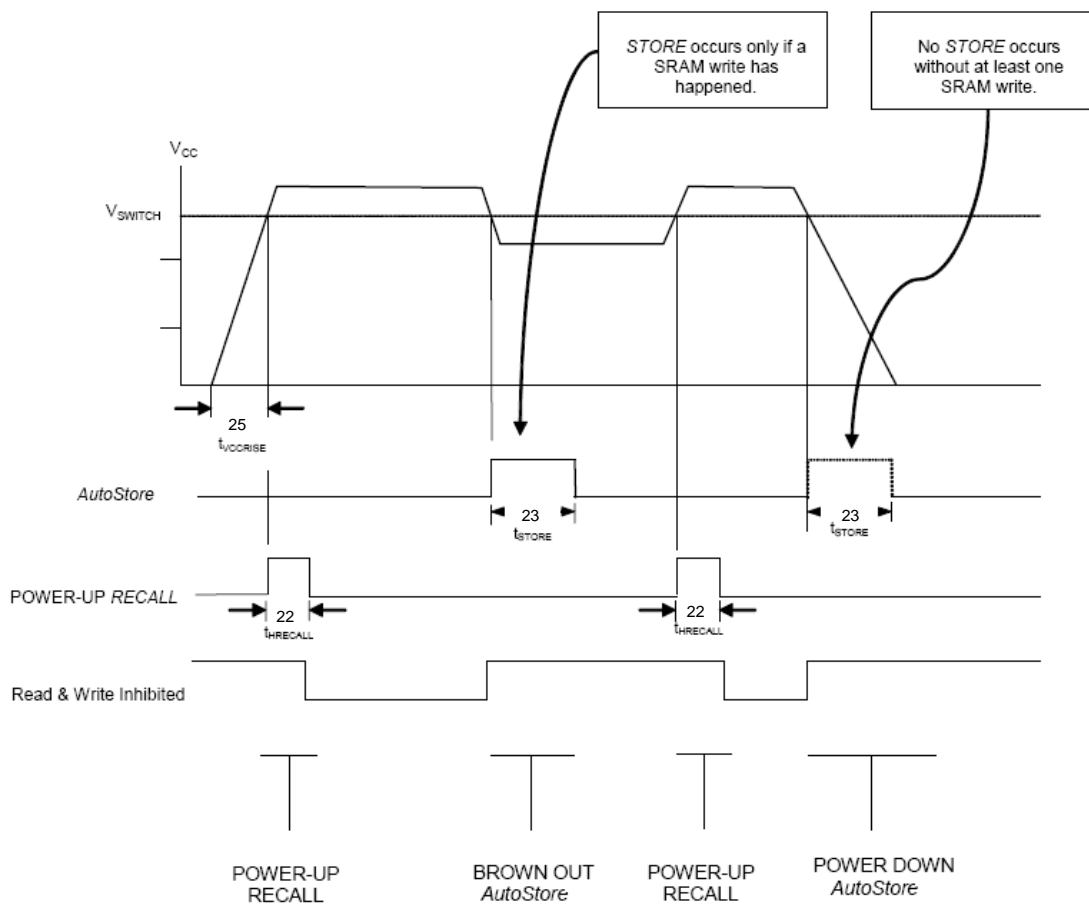 STORE occurs only if a
SRAM write has
happened.
No STORE occurs
without at least one
SRAM write.
VCC
VSWITCH
25
tVCCRISE
AutoStore
23
tSTORE
23
tSTORE
POWER-UP RECALL
22
tHRECALL
22
tHRECALL
Read & Write Inhibited
POWER-UP
RECALL
BROWN OUT
AutoStore
POWER-UP
RECALL
POWER DOWN
AutoStore